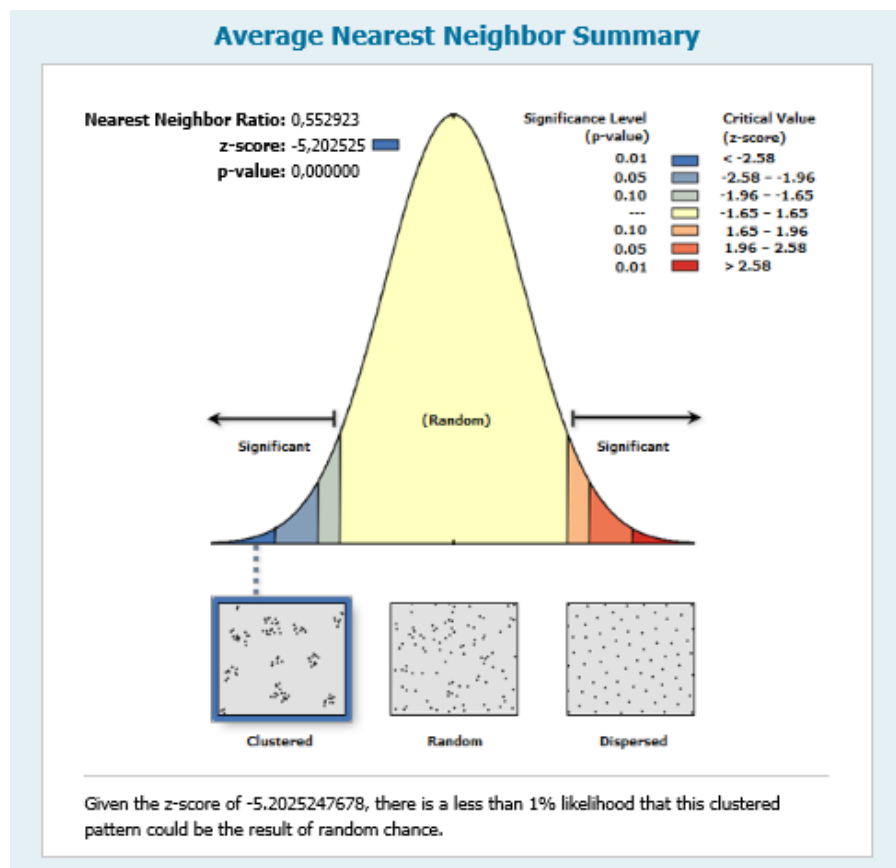 Average Nearest Neighbor Summary
Nearest Neighbor Ratio: 0,552923
z-score: -5,202525
p-value: 0,000000
Significance Level
(p-value)
Critical Value
(z-score)
0.01 < -2.58
0.05 -2.58 – -1.96
0.10 -1.96 – -1.65
--- -1.65 – 1.65
0.10 1.65 – 1.96
0.05 1.96 – 2.58
0.01 > 2.58
Significant
(Random)
Significant
Clustered
Random
Dispersed
Given the z-score of -5.2025247678, there is a less than 1% likelihood that this clustered
pattern could be the result of random chance.